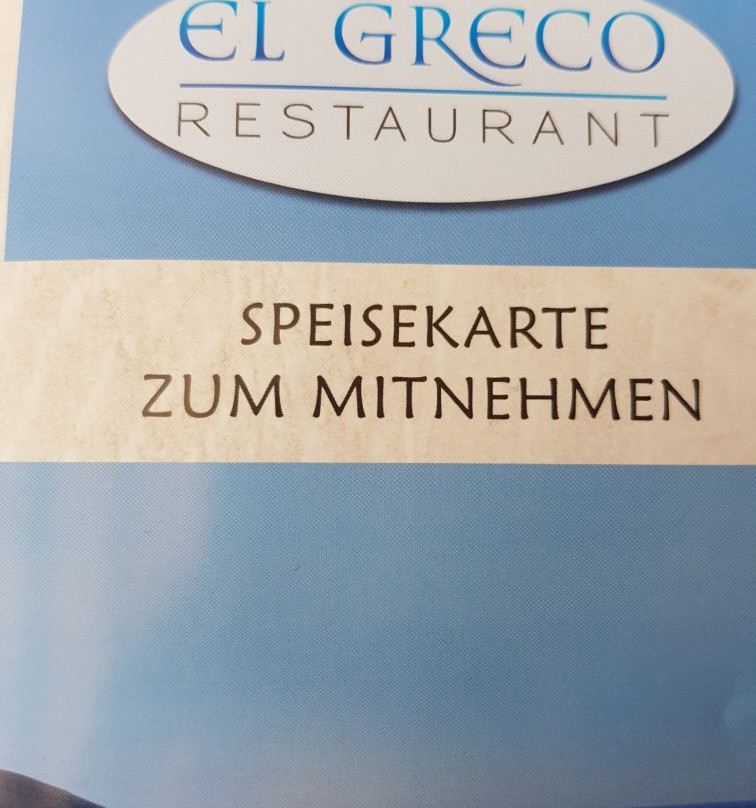 EL GRECO
RESTAURANT
SPEISEKARTE
ZUM MITNEHMEN